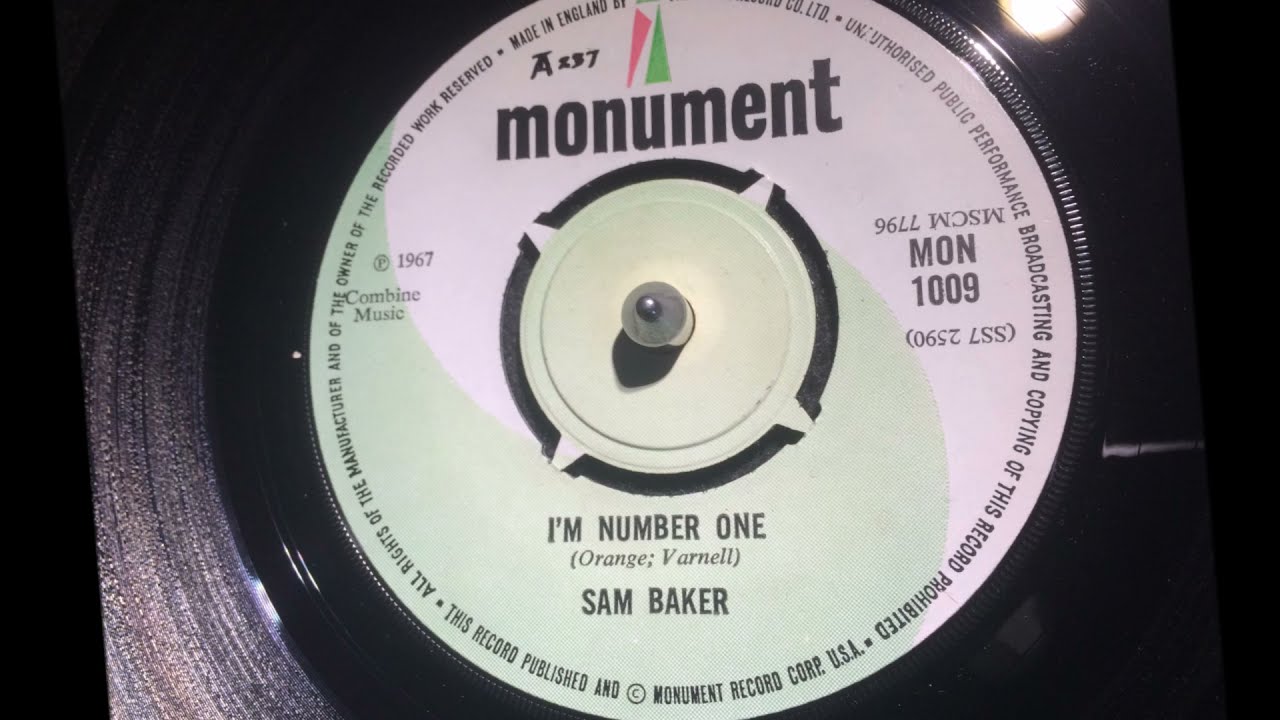 MADE IN ENGLAND BY
RECORD CO. LTD. • UNAUTHORISED PUBLIC PERFORMANCE BROADCASTING AND COPYING OF THIS RECORD PROHIBITED •
ALL RIGHTS OF THE MANUFACTURER AND OF THE OWNER OF THE RECORDED WORK RESERVED •
A 237
monument
℗ 1967
Combine
Music
MSCM 7796
MON
1009
(SS7 2590)
I'M NUMBER ONE
(Orange; Varnell)
SAM BAKER
THIS RECORD PUBLISHED AND © MONUMENT RECORD CORP. U.S.A. •